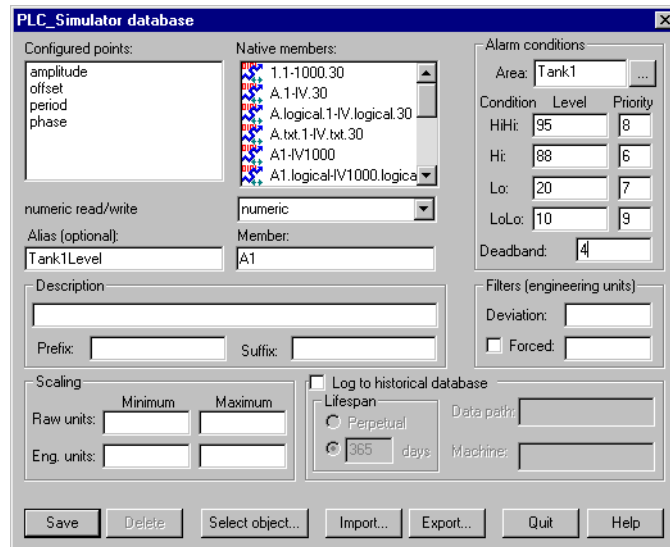 PLC_Simulator database
Configured points:
amplitude
offset
period
phase
Native members:
1.1-1000.30
A.1-IV.30
A.logical.1-IV.logical.30
A.txt.1-IV.txt.30
A1-IV1000
A1.logical-IV1000.logica
numeric read/write
numeric
Alias (optional):
Tank1Level
Member:
A1
Alarm conditions
Area: Tank1 ...
Condition Level Priority
HiHi: 95 8
Hi: 88 6
Lo: 20 7
LoLo: 10 9
Deadband: 4
Description
Prefix: Suffix:
Filters (engineering units)
Deviation:
Forced:
Scaling
Minimum Maximum
Raw units:
Eng. units:
Log to historical database
Lifespan
Perpetual
365 days
Data path:
Machine:
Save Delete Select object... Import... Export... Quit Help